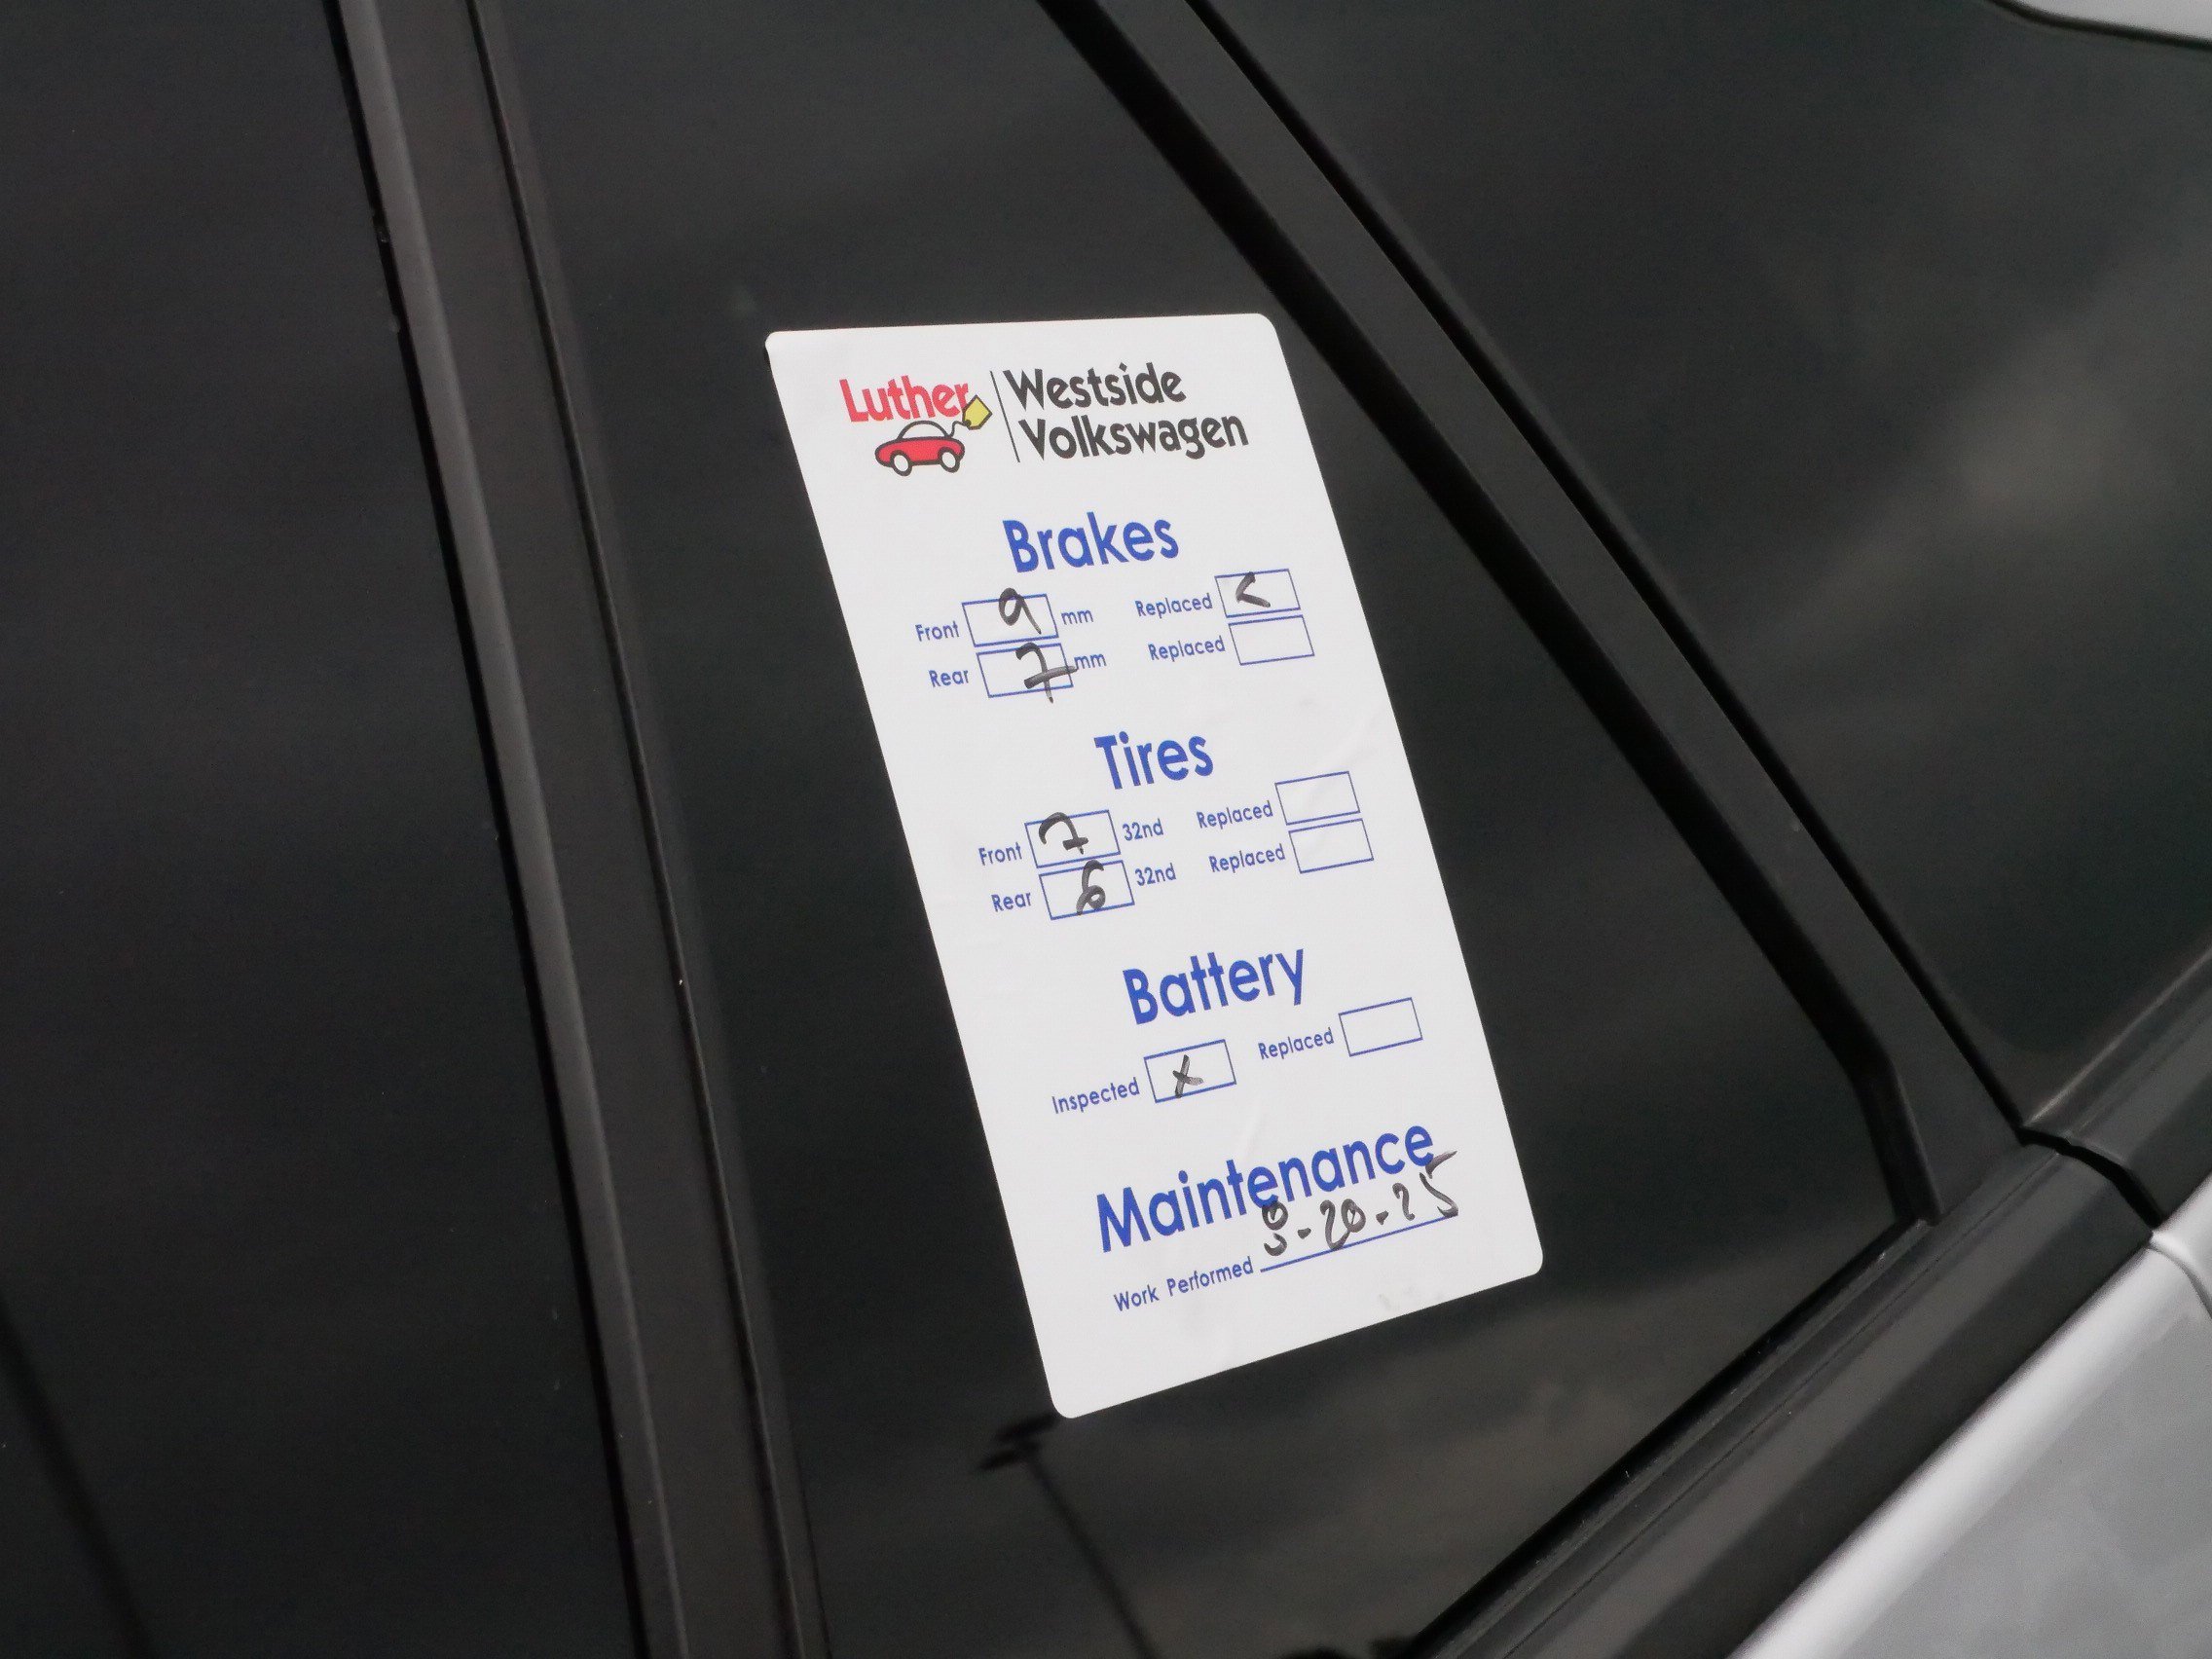 Luther
Westside
Volkswagen
Brakes
Front 9 mm Replaced <
Rear 7 mm Replaced
Tires
Front 7 32nd Replaced
Rear 6 32nd Replaced
Battery
Inspected x Replaced
Maintenance
Work Performed 8-20-25